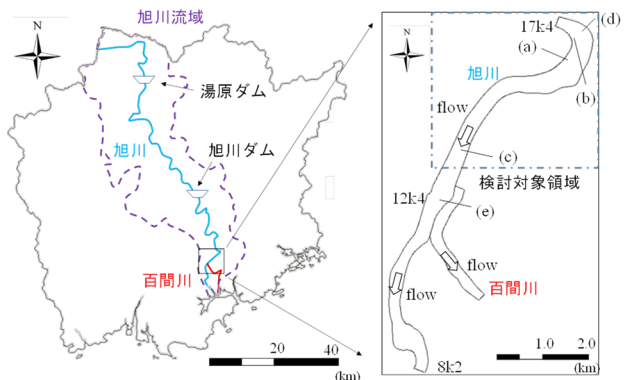 旭川流域
N
湯原ダム
旭川
旭川ダム
百間川
20
40
(km)
N
17k4
(d)
(a)
旭川
(b)
flow
(c)
検討対象領域
12k4
(e)
flow
百間川
flow
8k2
1.0
2.0
(km)